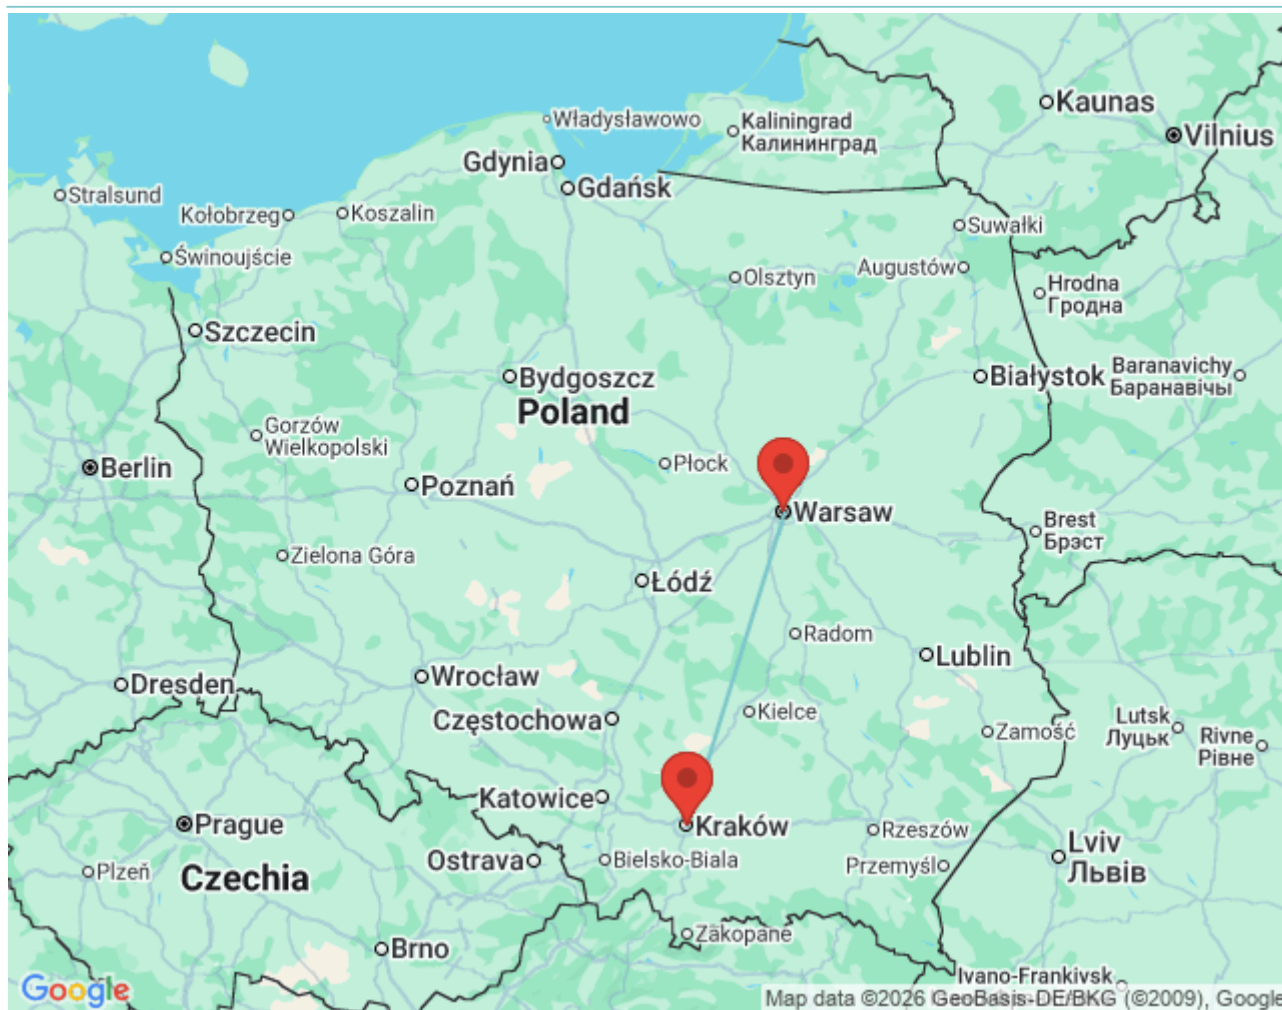 Kaunas
Vilnius
Władysławowo
Kaliningrad
Калининград
Gdynia
Gdańsk
Stralsund
Kołobrzeg
Koszalin
Suwałki
Świnoujście
Olsztyn
Augustów
Hrodna
Гродна
Szczecin
Bydgoszcz
Białystok
Baranavichy
Баранавічы
Poland
Gorzów
Wielkopolski
Berlin
Płock
Poznań
Warsaw
Brest
Брэст
Zielona Góra
Łódź
Radom
Lublin
Dresden
Wrocław
Częstochowa
Kielce
Zamość
Lutsk
Луцьк
Rivne
Рівне
Katowice
Prague
Kraków
Rzeszów
Lviv
Львів
Plzeň
Czechia
Ostrava
Bielsko-Biala
Przemyśl
Zakopane
Brno
Ivano-Frankivsk
Google
Map data ©2026 GeoBasis-DE/BKG (©2009), Google